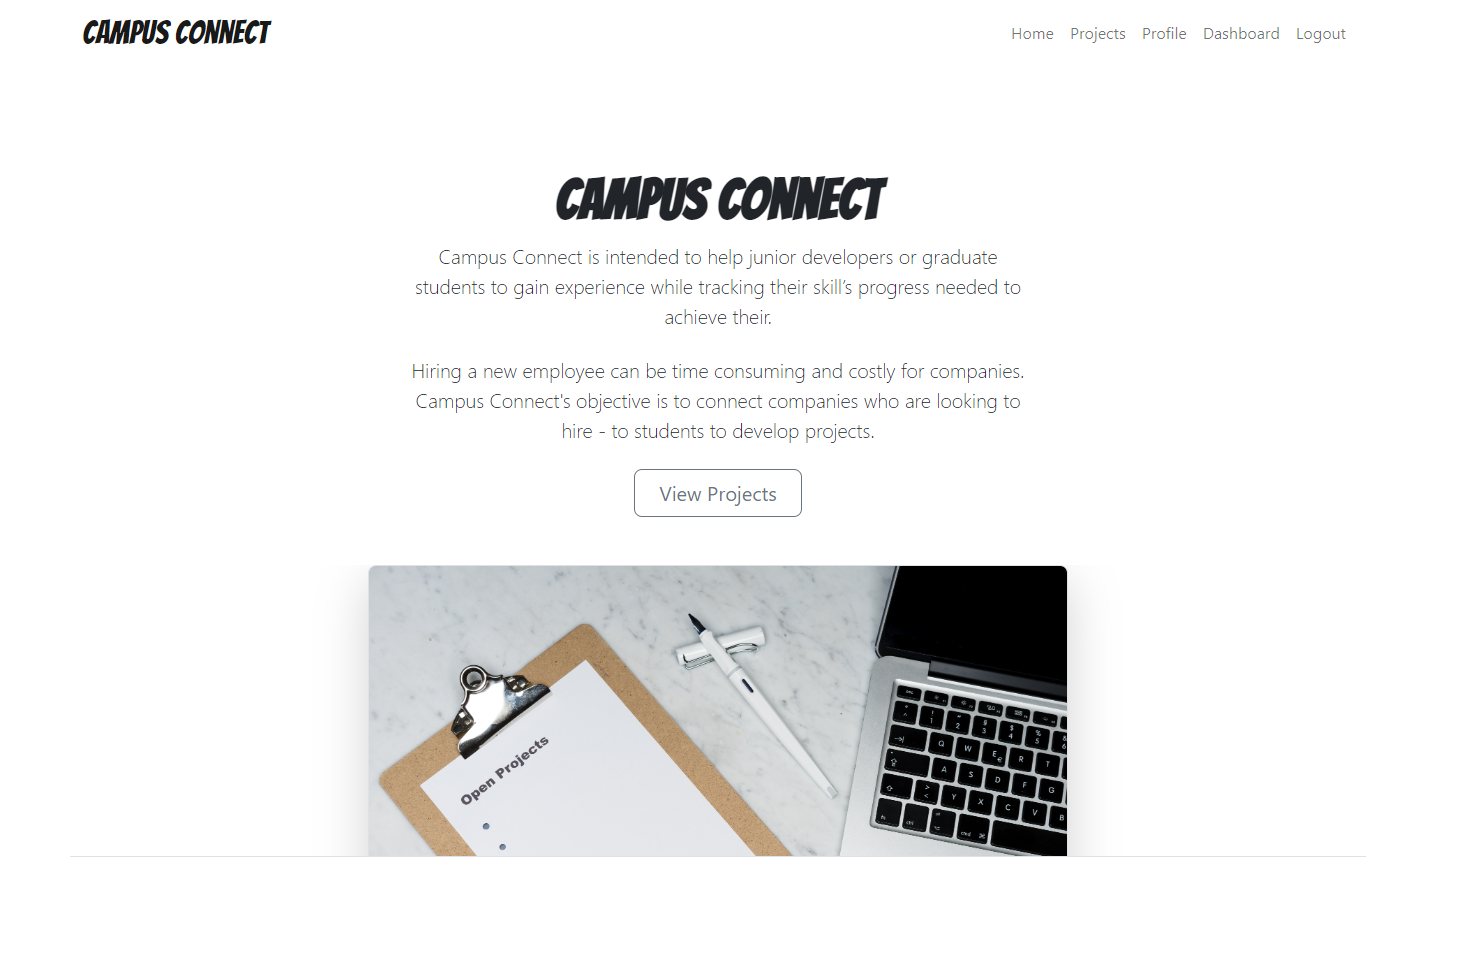 CAMPUS CONNECT
Home Projects Profile Dashboard Logout
CAMPUS CONNECT
Campus Connect is intended to help junior developers or graduate
students to gain experience while tracking their skill’s progress needed to
achieve their.
Hiring a new employee can be time consuming and costly for companies.
Campus Connect's objective is to connect companies who are looking to
hire - to students to develop projects.
View Projects
Open Projects
Q W E R T
A S D F G
Y X C V B